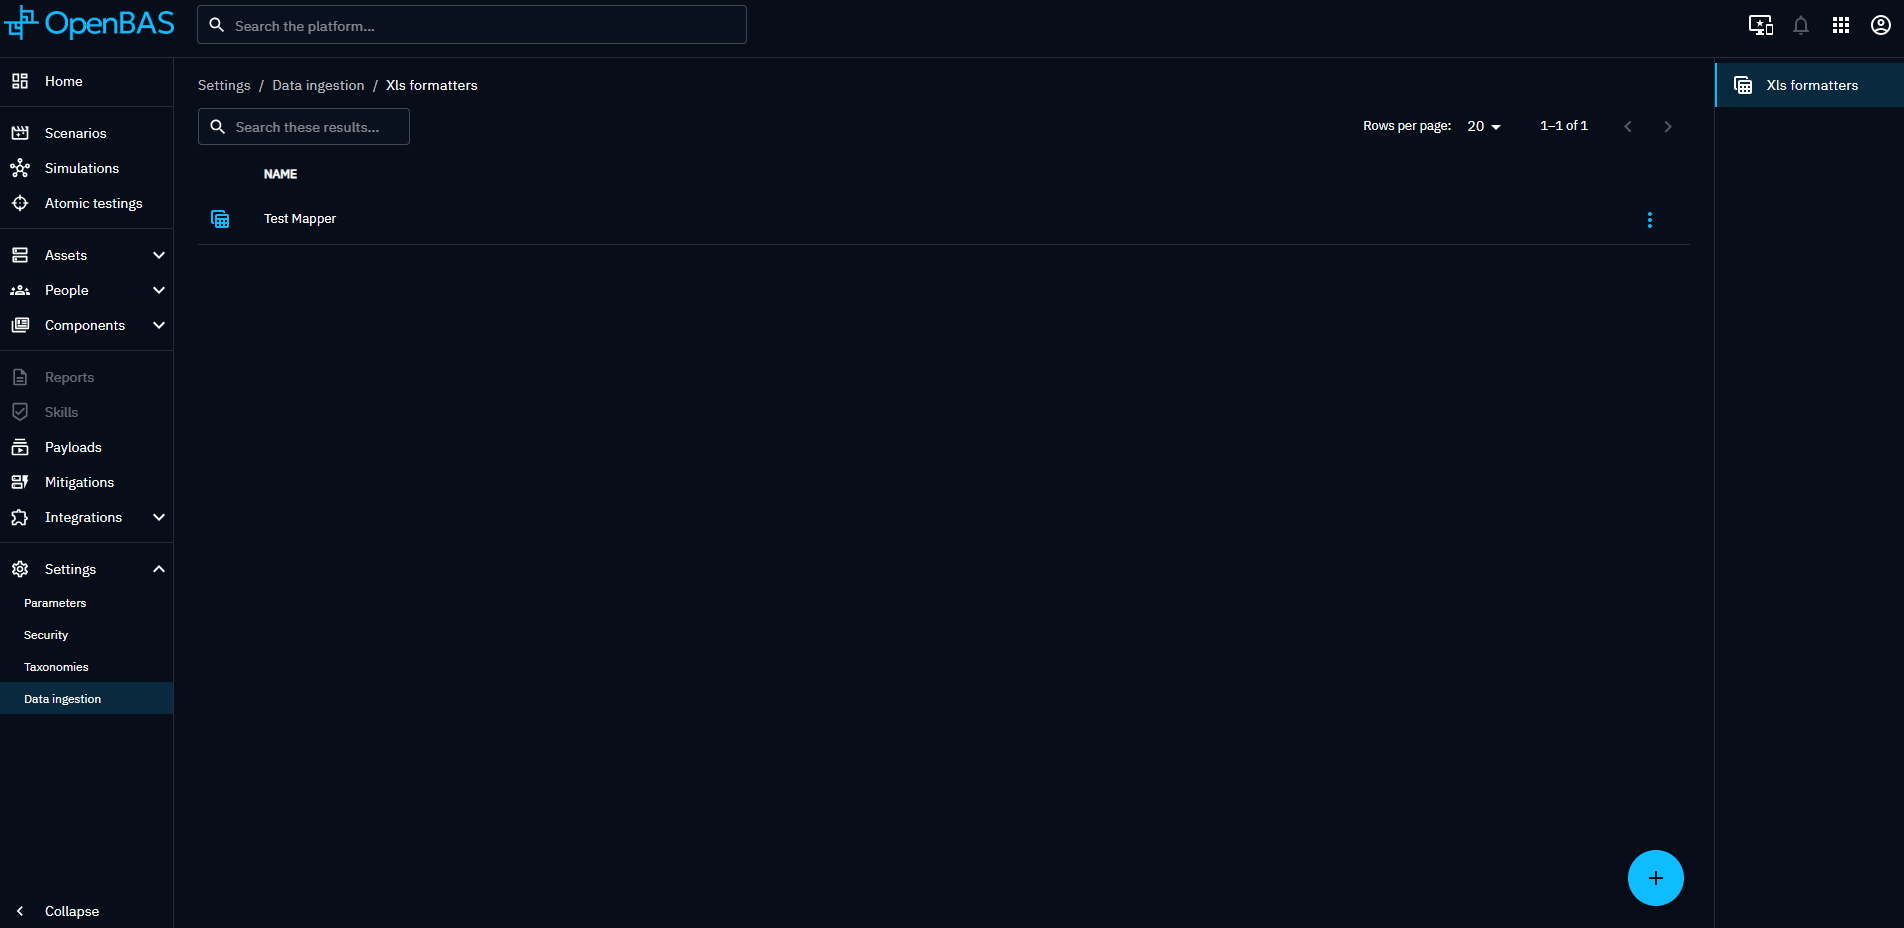 OpenBAS
Search the platform...
Home
Scenarios
Simulations
Atomic testings
Assets
People
Components
Reports
Skills
Payloads
Mitigations
Integrations
Settings
Parameters
Security
Taxonomies
Data ingestion
Collapse
Settings / Data ingestion / Xls formatters
Search these results...
Rows per page: 20 1–1 of 1
NAME
Test Mapper
Xls formatters